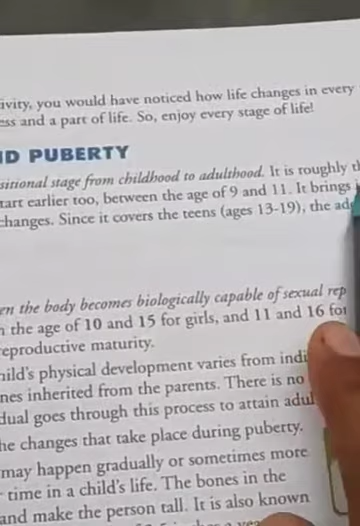 ivity, you would have noticed how life changes in every
ess and a part of life. So, enjoy every stage of life!
ID PUBERTY
sitional stage from childhood to adulthood. It is roughly th
tart earlier too, between the age of 9 and 11. It brings
changes. Since it covers the teens (ages 13-19), the ad
en the body becomes biologically capable of sexual rep
n the age of 10 and 15 for girls, and 11 and 16 for
eproductive maturity.
hild's physical development varies from indi
nes inherited from the parents. There is no
dual goes through this process to attain adul
he changes that take place during puberty.
may happen gradually or sometimes more
time in a child's life. The bones in the
and make the person tall. It is also known